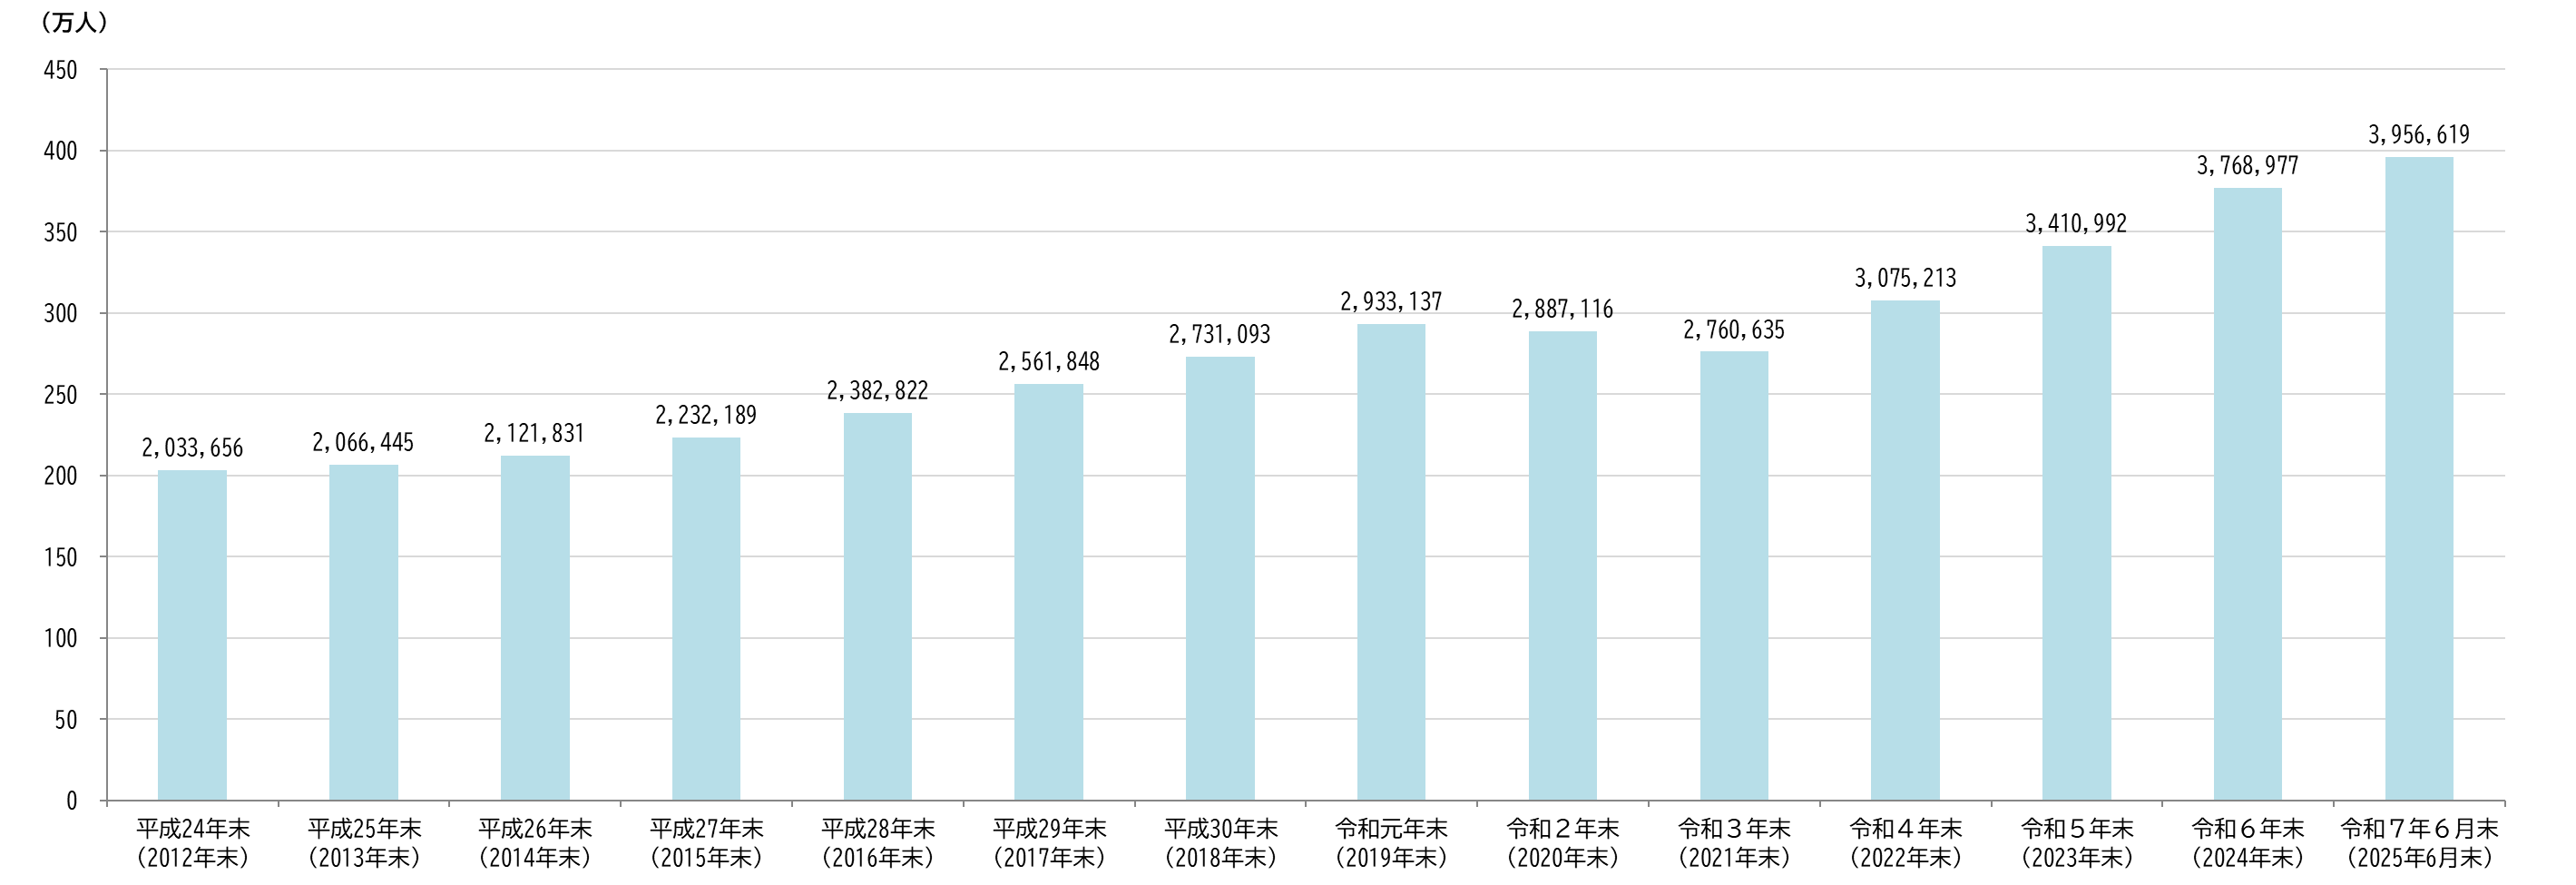 （万人）
450
400
350
300
250
200
150
100
50
0
2,033,656
2,066,445
2,121,831
2,232,189
2,382,822
2,561,848
2,731,093
2,933,137
2,887,116
2,760,635
3,075,213
3,410,992
3,768,977
3,956,619
平成24年末
（2012年末）
平成25年末
（2013年末）
平成26年末
（2014年末）
平成27年末
（2015年末）
平成28年末
（2016年末）
平成29年末
（2017年末）
平成30年末
（2018年末）
令和元年末
（2019年末）
令和２年末
（2020年末）
令和３年末
（2021年末）
令和４年末
（2022年末）
令和５年末
（2023年末）
令和６年末
（2024年末）
令和７年６月末
（2025年6月末）